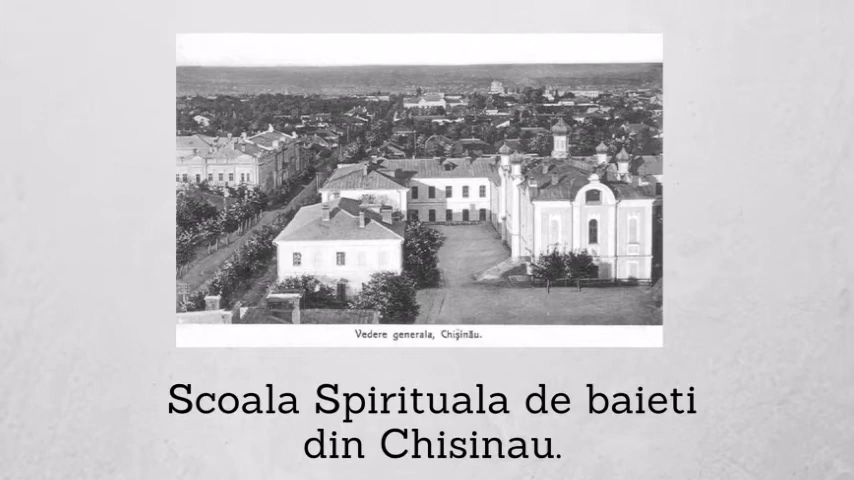 Vedere generala, Chişinău.
Scoala Spirituala de baieti
din Chisinau.